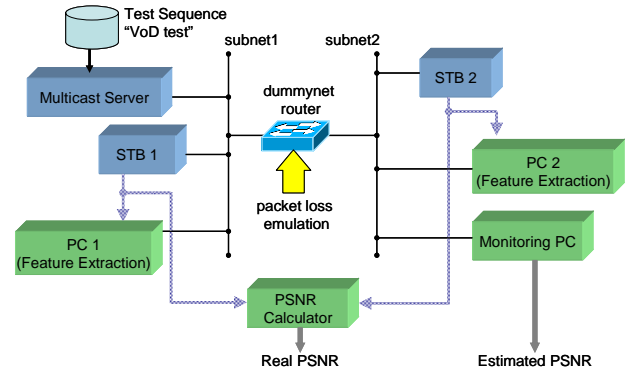 Test Sequence
“VoD test”
subnet1
subnet2
STB 2
Multicast Server
dummynet
router
STB 1
PC 2
(Feature Extraction)
packet loss
emulation
PC 1
(Feature Extraction)
Monitoring PC
PSNR
Calculator
Real PSNR
Estimated PSNR